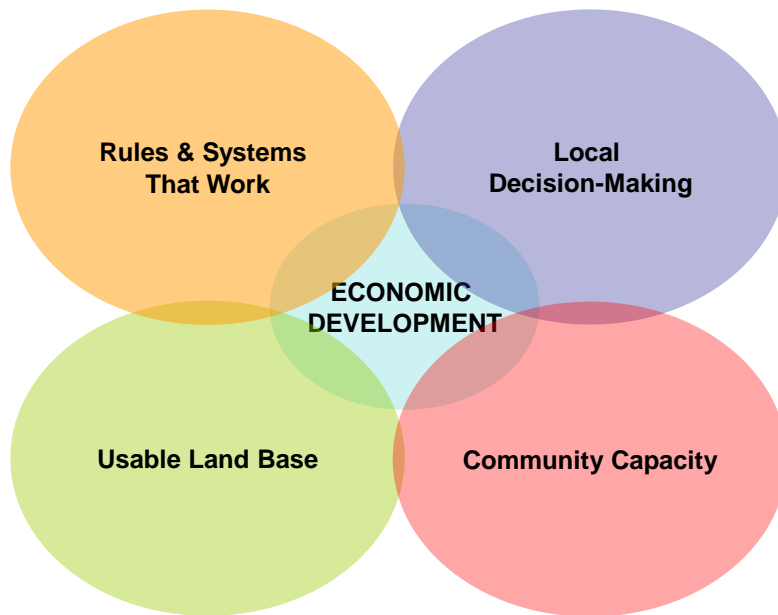 Rules & Systems
That Work
Local
Decision-Making
ECONOMIC
DEVELOPMENT
Usable Land Base
Community Capacity